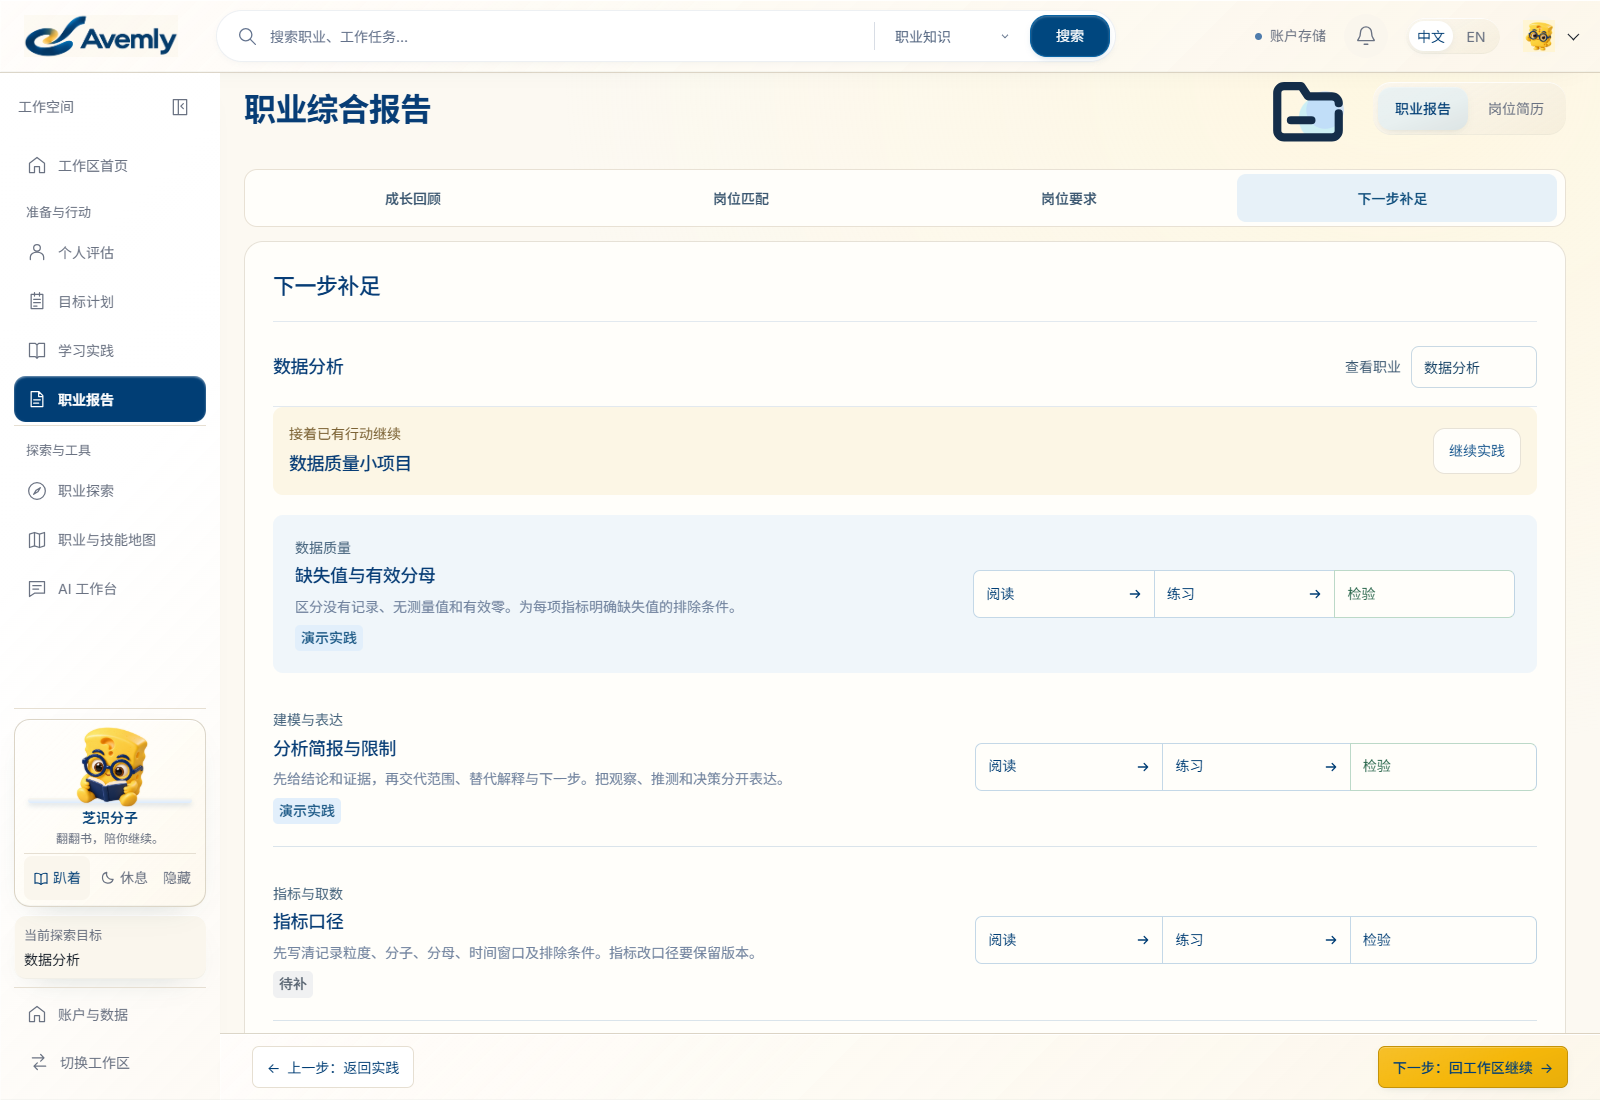 Avemly
搜索职业、工作任务...
职业知识
搜索
账户存储
中文
EN
工作空间
工作区首页
准备与行动
个人评估
目标计划
学习实践
职业报告
探索与工具
职业探索
职业与技能地图
AI 工作台
芝识分子
翻翻书，陪你继续。
趴着
休息
隐藏
当前探索目标
数据分析
账户与数据
切换工作区
职业综合报告
职业报告
岗位简历
成长回顾
岗位匹配
岗位要求
下一步补足
下一步补足
数据分析
查看职业
数据分析
接着已有行动继续
数据质量小项目
继续实践
数据质量
缺失值与有效分母
区分没有记录、无测量值和有效零。为每项指标明确缺失值的排除条件。
演示实践
阅读 →
练习 →
检验
建模与表达
分析简报与限制
先给结论和证据，再交代范围、替代解释与下一步。把观察、推测和决策分开表达。
演示实践
阅读 →
练习 →
检验
指标与取数
指标口径
先写清记录粒度、分子、分母、时间窗口及排除条件。指标改口径要保留版本。
待补
阅读 →
练习 →
检验
← 上一步：返回实践
下一步：回工作区继续 →